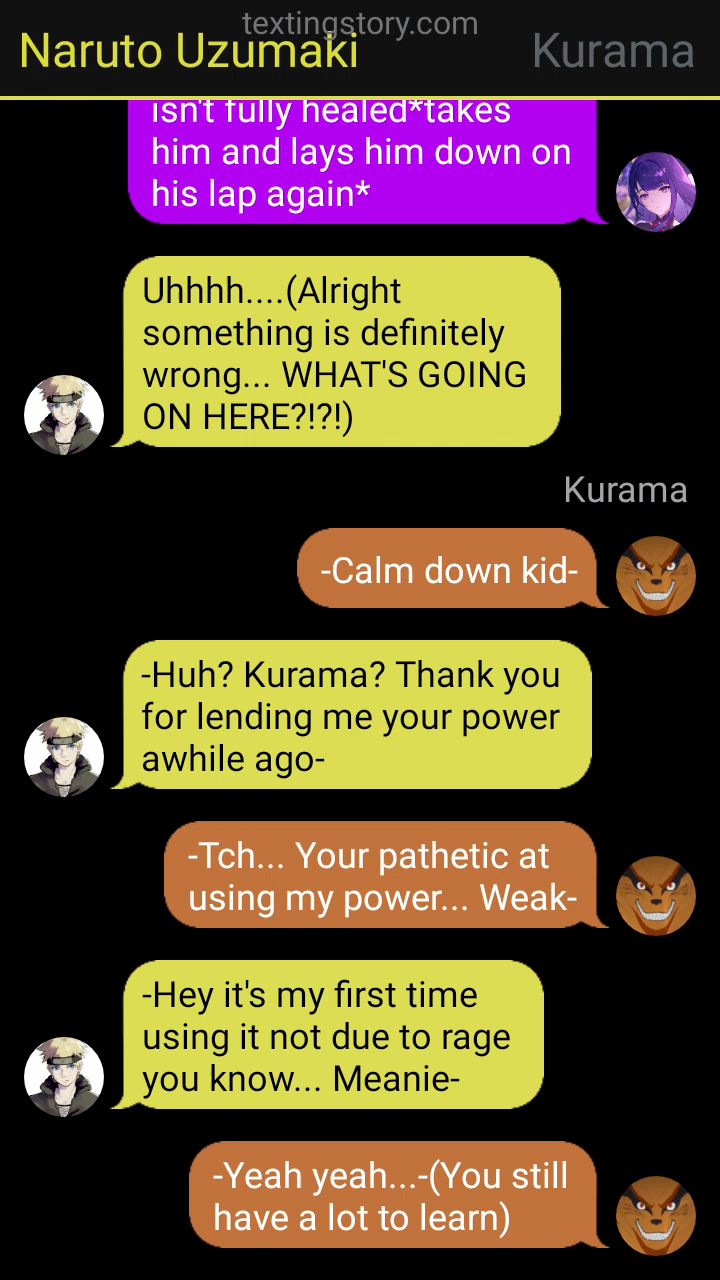 textingstory.com
Naruto Uzumaki
Kurama
isn't fully healed*takes
him and lays him down on
his lap again*
Uhhhh....(Alright
something is definitely
wrong... WHAT'S GOING
ON HERE?!?!)
Kurama
-Calm down kid-
-Huh? Kurama? Thank you
for lending me your power
awhile ago-
-Tch... Your pathetic at
using my power... Weak-
-Hey it's my first time
using it not due to rage
you know... Meanie-
-Yeah yeah...-(You still
have a lot to learn)